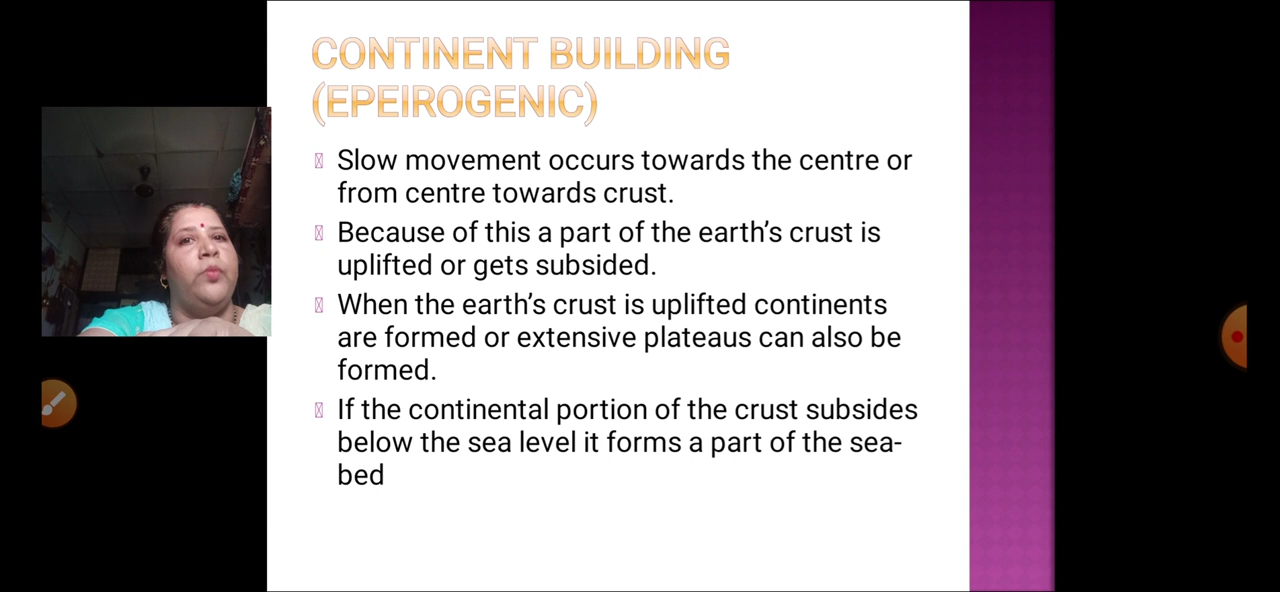 CONTINENT BUILDING
(EPEIROGENIC)
Slow movement occurs towards the centre or
from centre towards crust.
Because of this a part of the earth’s crust is
uplifted or gets subsided.
When the earth’s crust is uplifted continents
are formed or extensive plateaus can also be
formed.
If the continental portion of the crust subsides
below the sea level it forms a part of the sea-
bed